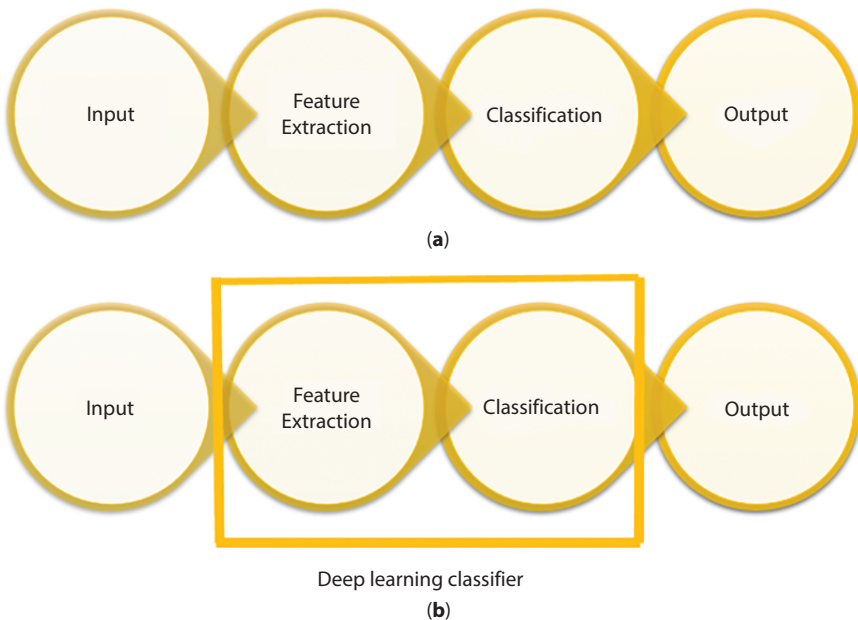 Input
Feature
Extraction
Classification
Output
(a)
Input
Feature
Extraction
Classification
Output
Deep learning classifier
(b)